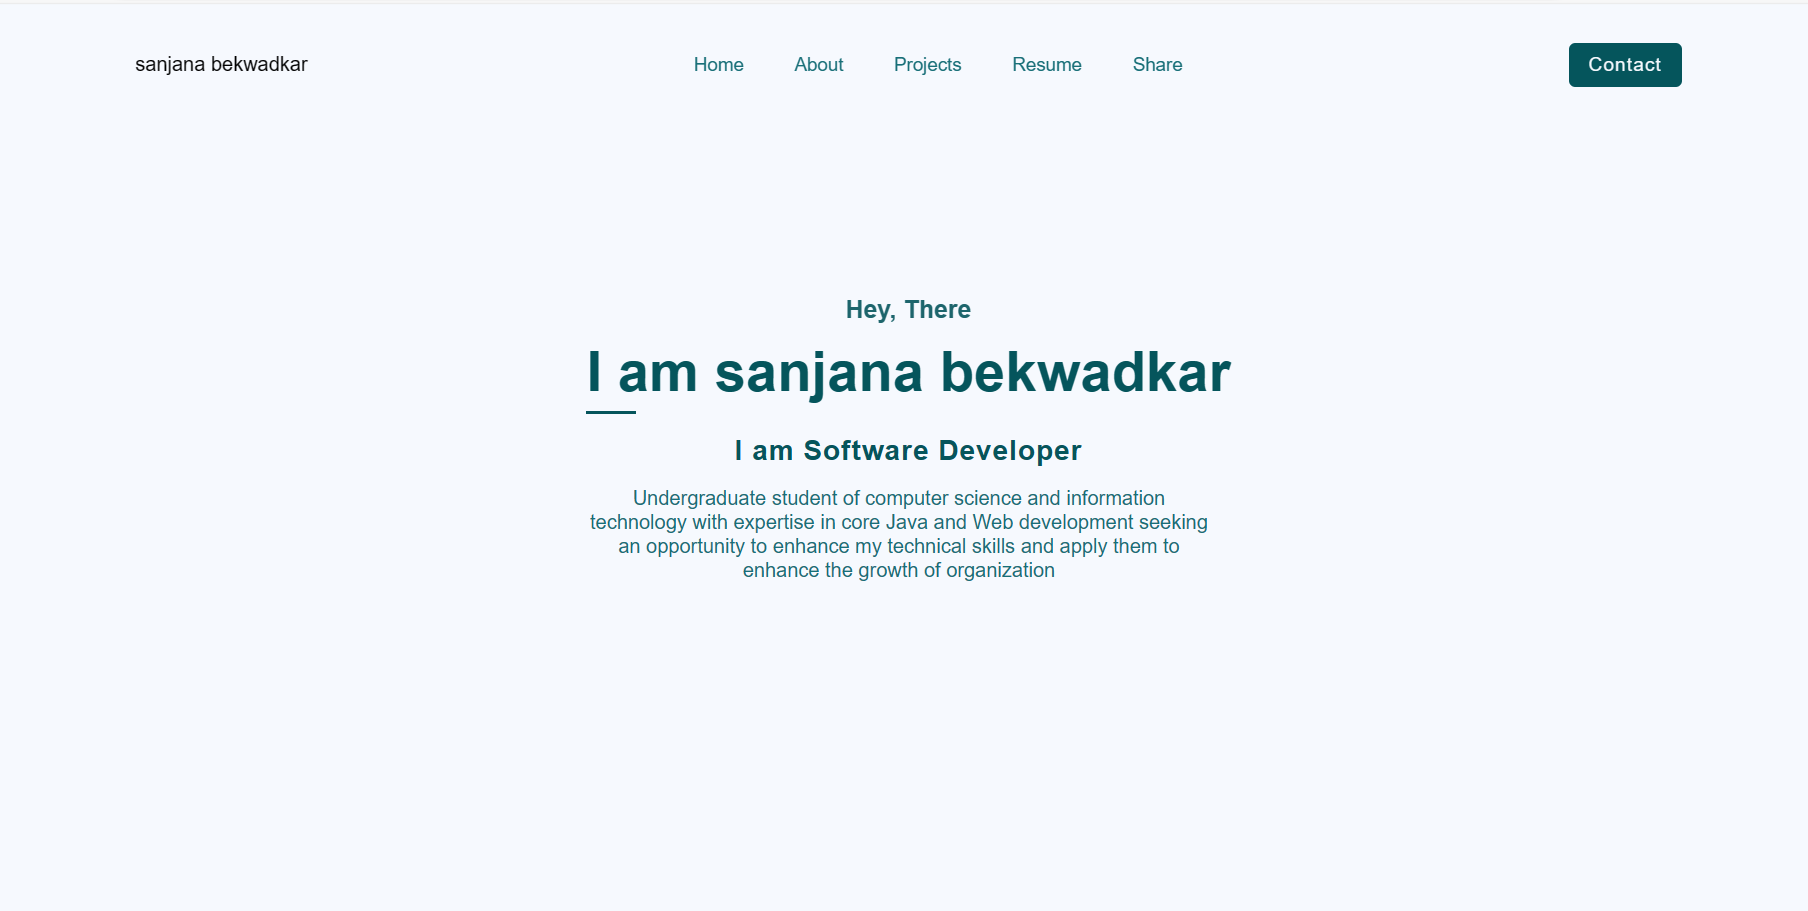 sanjana bekwadkar
Home
About
Projects
Resume
Share
Contact
Hey, There
I am sanjana bekwadkar
I am Software Developer
Undergraduate student of computer science and information
technology with expertise in core Java and Web development seeking
an opportunity to enhance my technical skills and apply them to
enhance the growth of organization